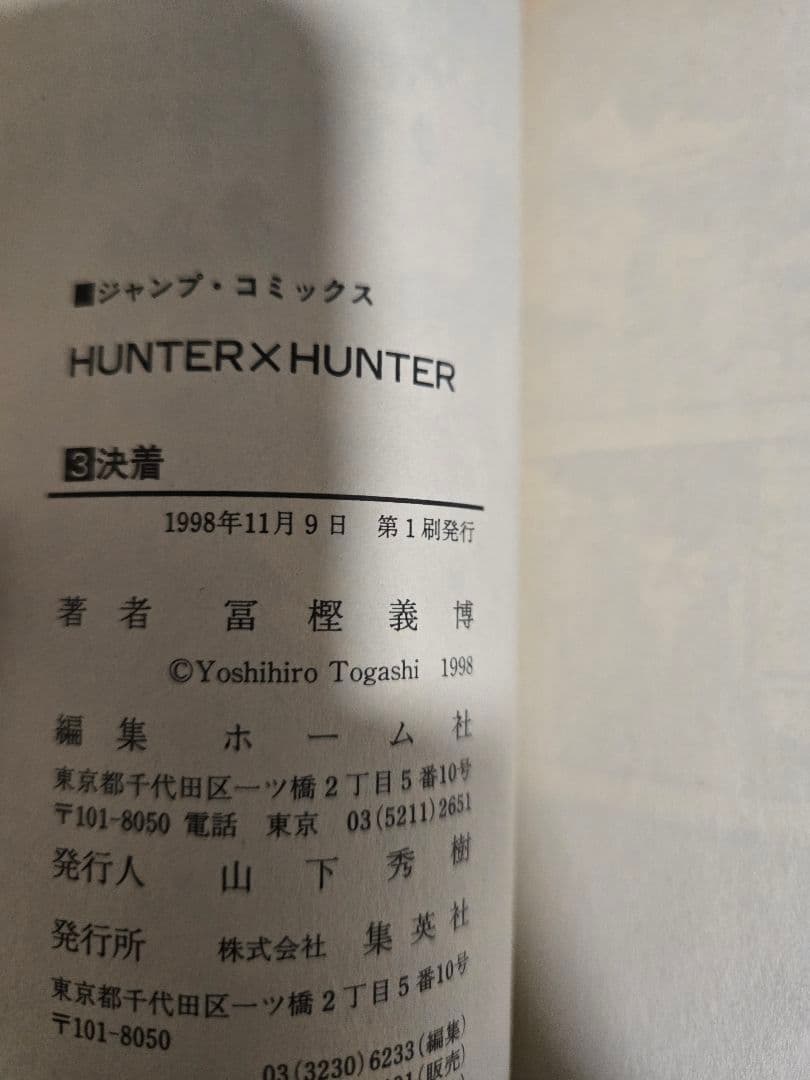 ■ジャンプ・コミックス
HUNTER×HUNTER
3決着
1998年11月9日 第1刷発行
著者 冨樫義博
©Yoshihiro Togashi 1998
編集 ホーム社
東京都千代田区一ツ橋2丁目5番10号
〒101-8050 電話 東京 03(5211)2651
発行人 山下秀樹
発行所 株式会社 集英社
東京都千代田区一ツ橋2丁目5番10号
〒101-8050
03(3230)6233(編集)
(販売)